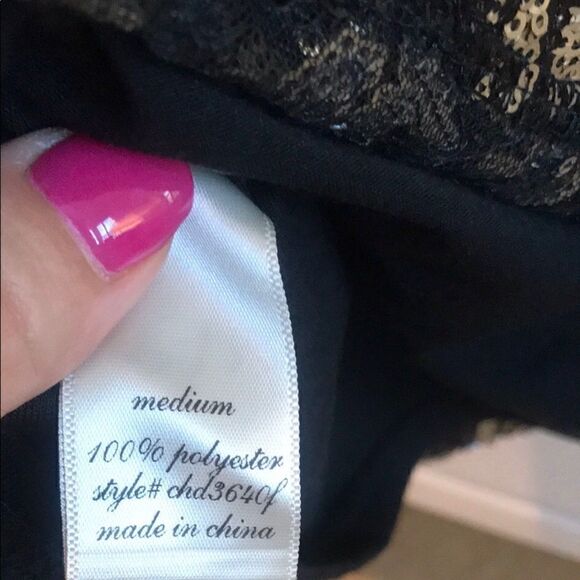 medium
100% polyester
style# chd3640f
made in china